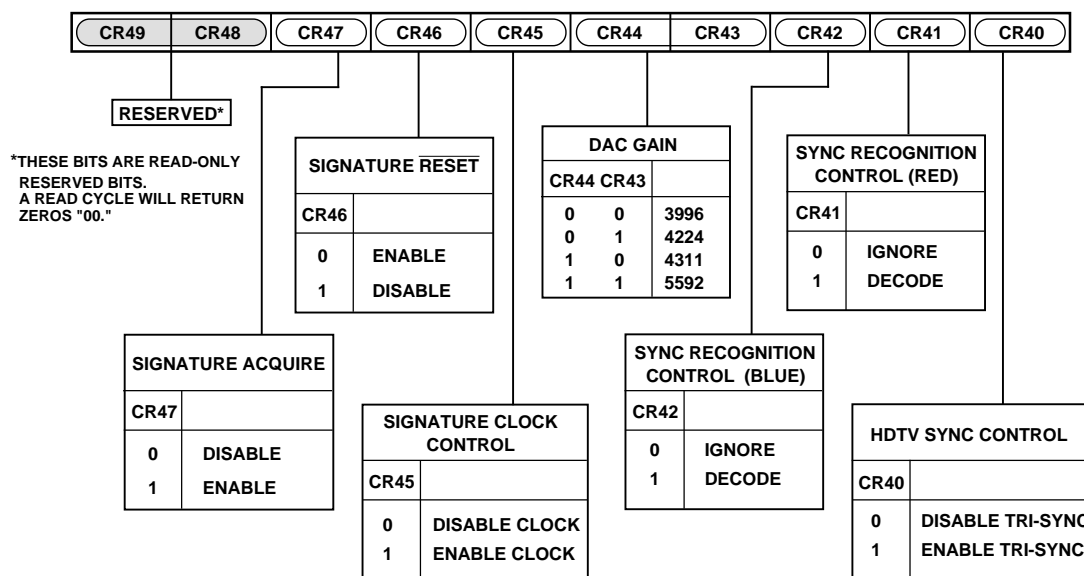 CR49 CR48 CR47 CR46 CR45 CR44 CR43 CR42 CR41 CR40
RESERVED*
*THESE BITS ARE READ-ONLY
RESERVED BITS.
A READ CYCLE WILL RETURN
ZEROS "00."
SIGNATURE RESET
CR46
0 ENABLE
1 DISABLE
DAC GAIN
CR44 CR43
0 0 3996
0 1 4224
1 0 4311
1 1 5592
SYNC RECOGNITION
CONTROL (RED)
CR41
0 IGNORE
1 DECODE
SIGNATURE ACQUIRE
CR47
0 DISABLE
1 ENABLE
SIGNATURE CLOCK
CONTROL
CR45
0 DISABLE CLOCK
1 ENABLE CLOCK
SYNC RECOGNITION
CONTROL (BLUE)
CR42
0 IGNORE
1 DECODE
HDTV SYNC CONTROL
CR40
0 DISABLE TRI-SYNC
1 ENABLE TRI-SYNC